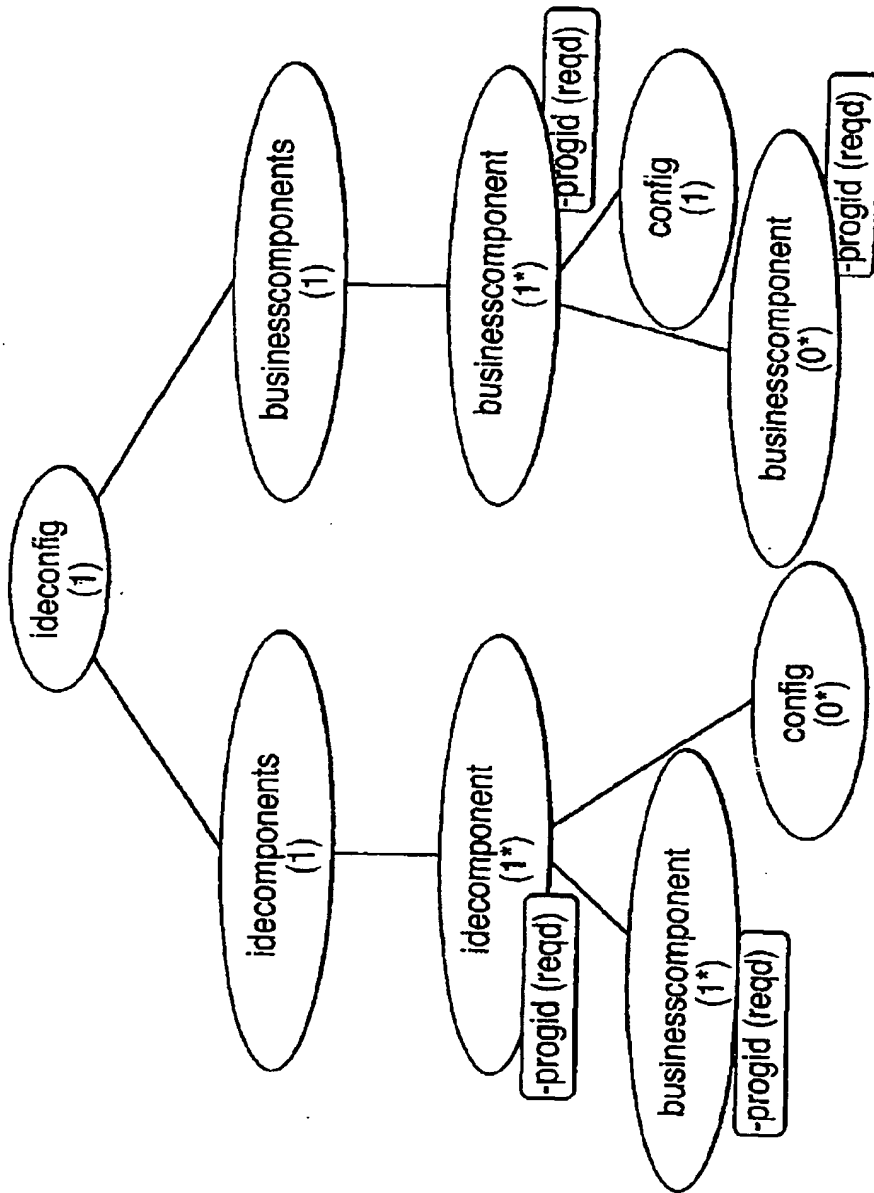 ideconfig
(1)
idecomponents
(1)
businesscomponents
(1)
idecomponent
(1*)
-progid (reqd)
businesscomponent
(1*)
-progid (reqd)
businesscomponent
(1*)
-progid (reqd)
config
(0*)
config
(1)
businesscomponent
(0*)
-progid (reqd)